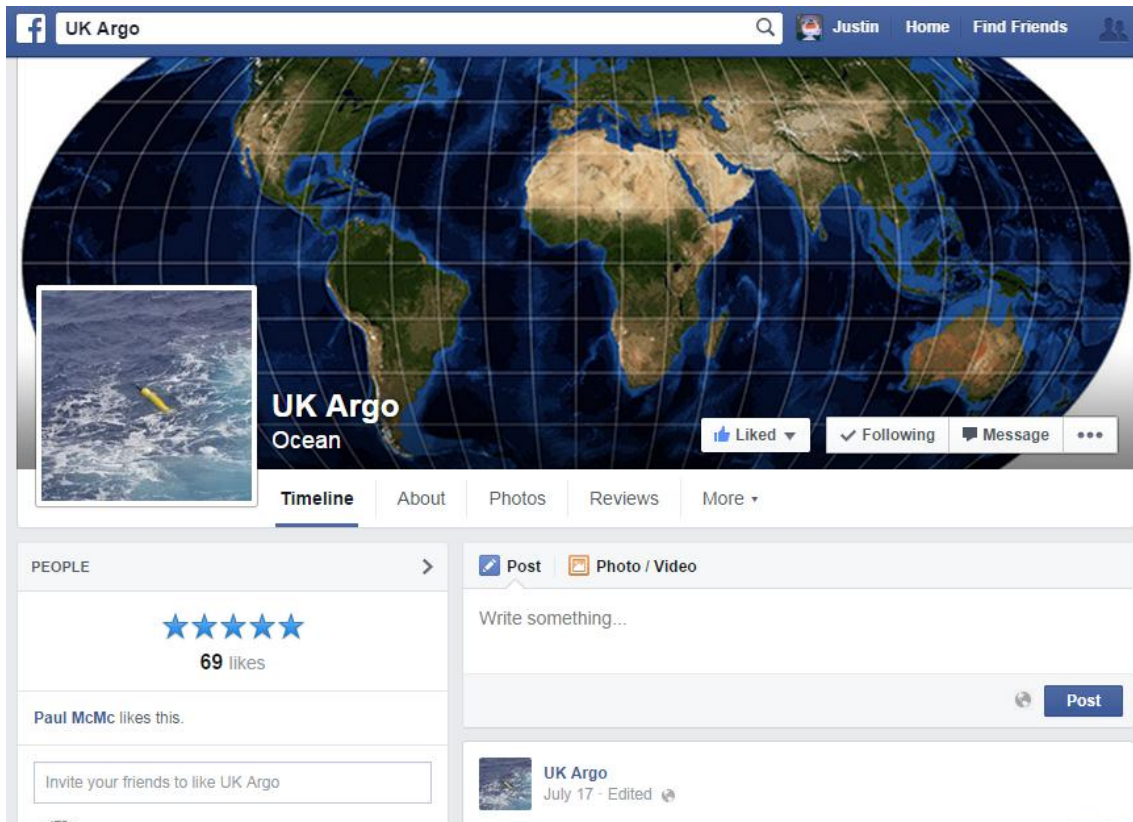 f UK Argo Justin Home Find Friends
UK Argo
Ocean
Liked Following Message
Timeline About Photos Reviews More
PEOPLE
69 likes
Paul McMc likes this.
Invite your friends to like UK Argo
Post Photo / Video
Write something...
Post
UK Argo
July 17 · Edited